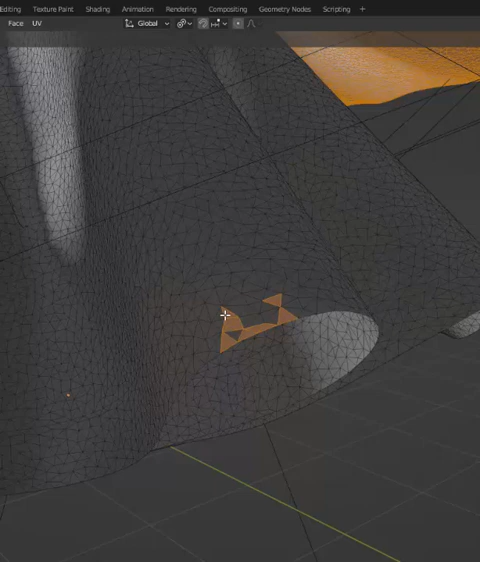 Editing Texture Paint Shading Animation Rendering Compositing Geometry Nodes Scripting +
Face UV Global